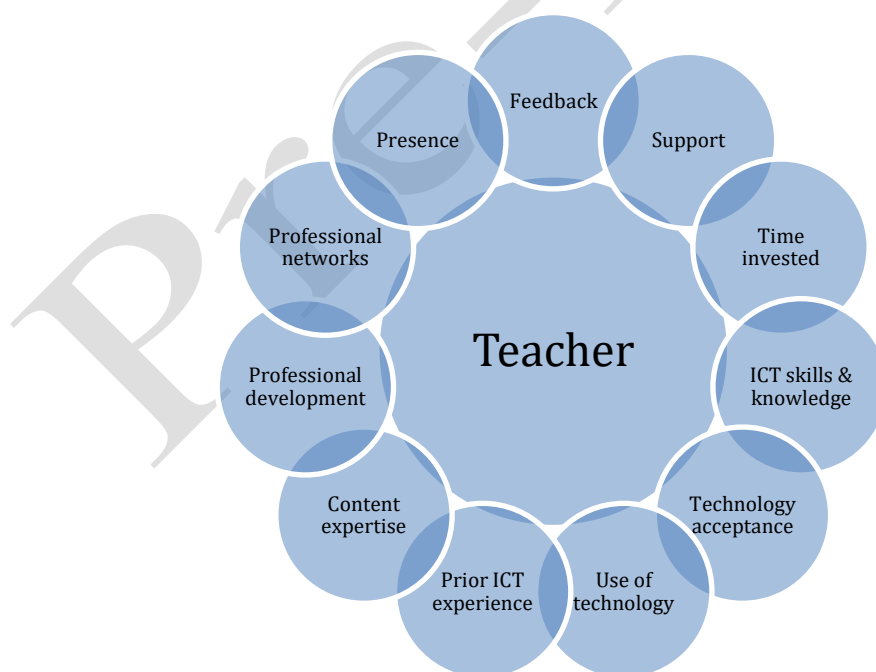 Feedback
Presence
Support
Professional
networks
Time
invested
Teacher
Professional
development
ICT skills &
knowledge
Content
expertise
Technology
acceptance
Prior ICT
experience
Use of
technology
Pre